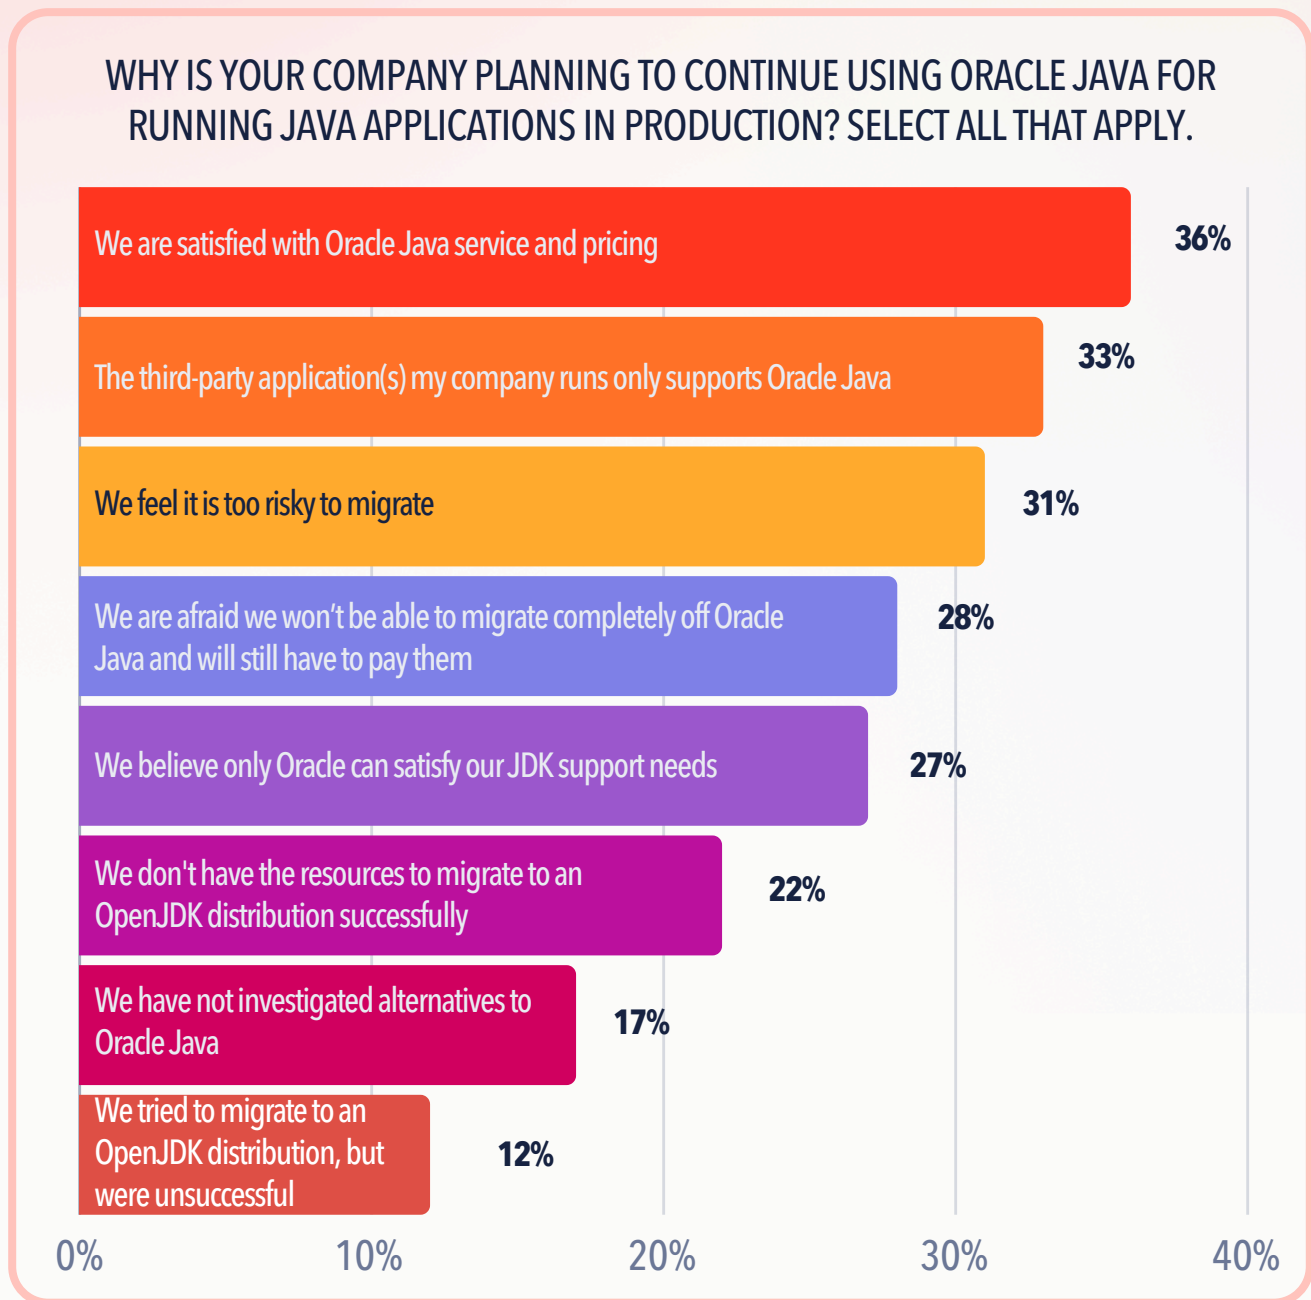 WHY IS YOUR COMPANY PLANNING TO CONTINUE USING ORACLE JAVA FOR
RUNNING JAVA APPLICATIONS IN PRODUCTION? SELECT ALL THAT APPLY.
We are satisfied with Oracle Java service and pricing
36%
The third-party application(s) my company runs only supports Oracle Java
33%
We feel it is too risky to migrate
31%
We are afraid we won’t be able to migrate completely off Oracle
Java and will still have to pay them
28%
We believe only Oracle can satisfy our JDK support needs
27%
We don't have the resources to migrate to an
OpenJDK distribution successfully
22%
We have not investigated alternatives to
Oracle Java
17%
We tried to migrate to an
OpenJDK distribution, but
were unsuccessful
12%
0% 10% 20% 30% 40%